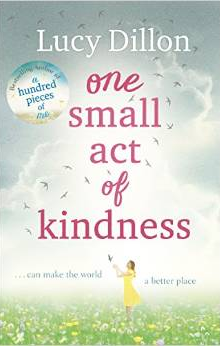 Lucy Dillon
Bestselling Author of
a
hundred
pieces
of
me
one
small
act
of
kindness
...can make the world
a better place